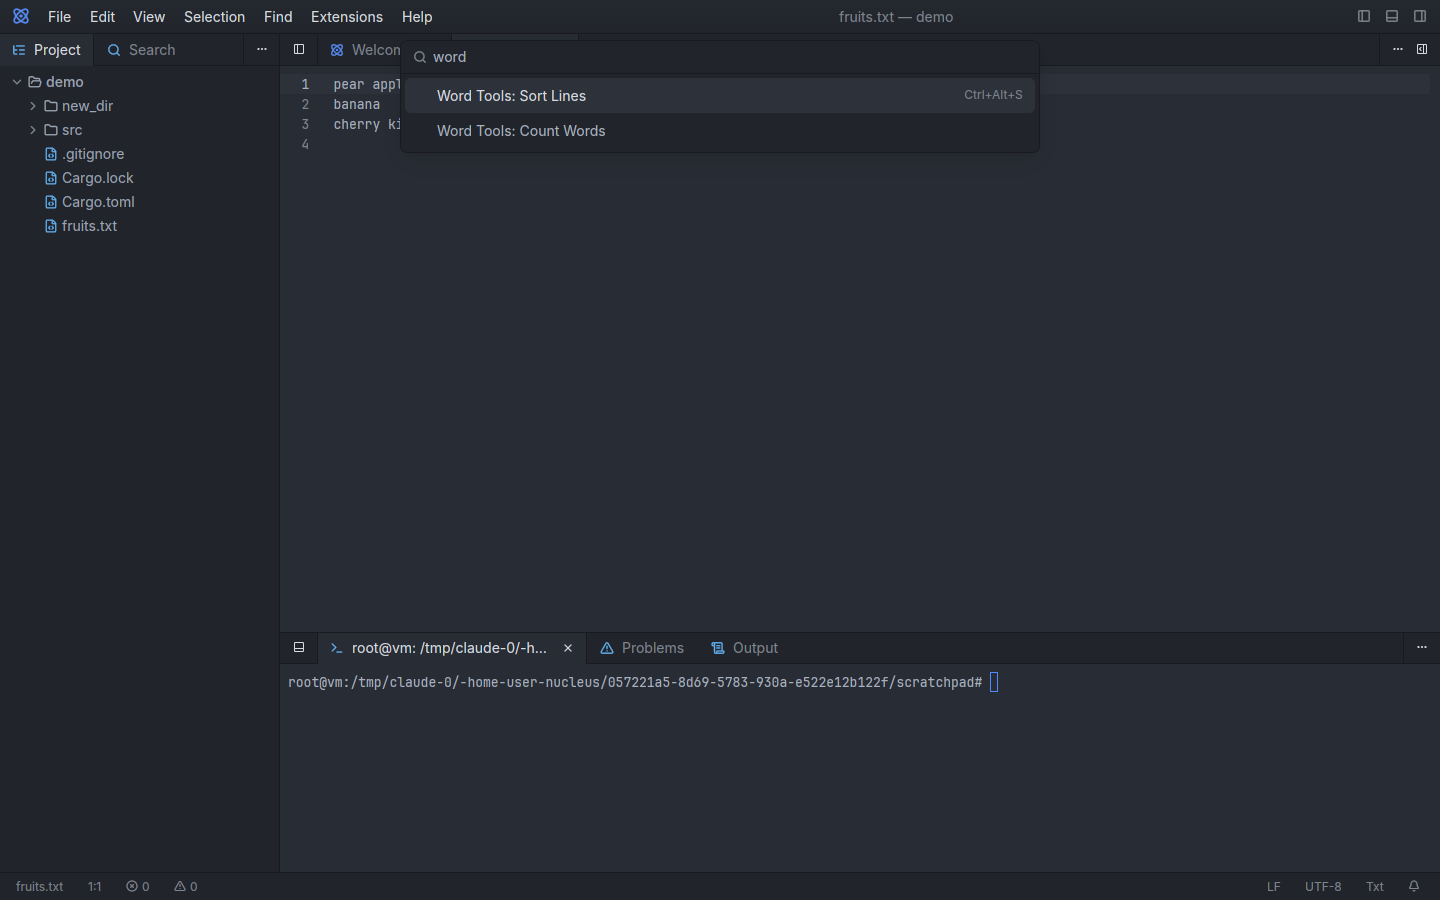 File Edit View Selection Find Extensions Help
fruits.txt — demo
Project Search
Welcom
word
Word Tools: Sort Lines Ctrl+Alt+S
Word Tools: Count Words
demo
new_dir
src
.gitignore
Cargo.lock
Cargo.toml
fruits.txt
1 pear appl
2 banana
3 cherry ki
4
root@vm: /tmp/claude-0/-h... Problems Output
root@vm:/tmp/claude-0/-home-user-nucleus/057221a5-8d69-5783-930a-e522e12b122f/scratchpad#
fruits.txt 1:1 0 0 LF UTF-8 Txt